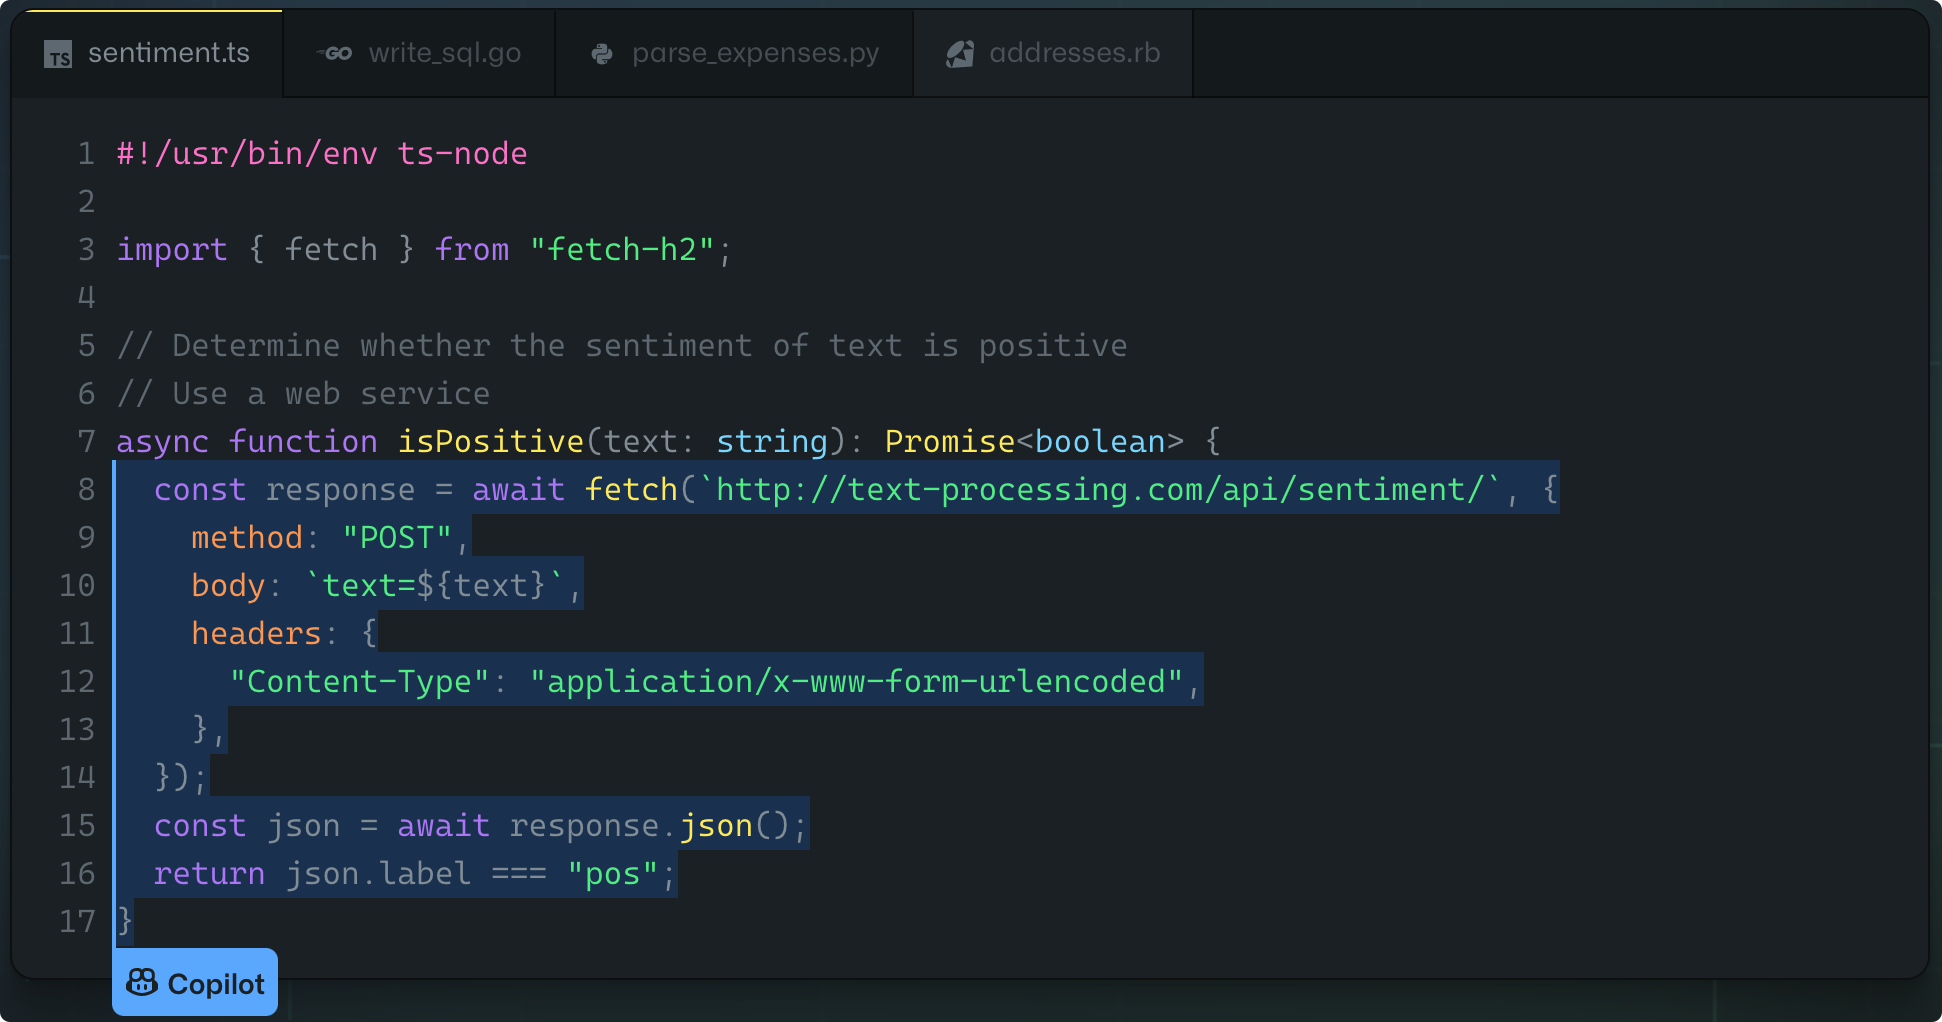 TS sentiment.ts GO write_sql.go parse_expenses.py addresses.rb
1 #!/usr/bin/env ts-node
2
3 import { fetch } from "fetch-h2";
4
5 // Determine whether the sentiment of text is positive
6 // Use a web service
7 async function isPositive(text: string): Promise<boolean> {
8   const response = await fetch(`http://text-processing.com/api/sentiment/`, {
9     method: "POST",
10     body: `text=${text}`,
11     headers: {
12       "Content-Type": "application/x-www-form-urlencoded",
13     },
14   });
15   const json = await response.json();
16   return json.label === "pos";
17 }
Copilot